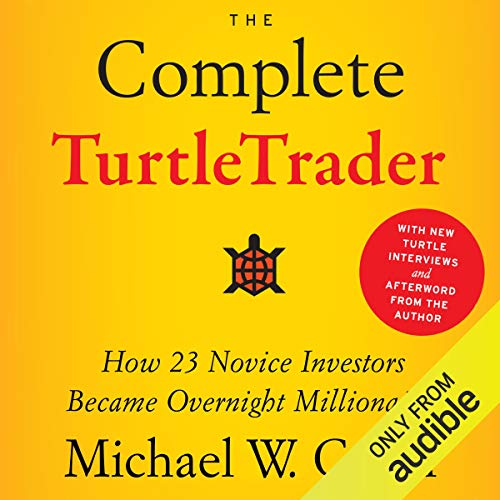 THE
Complete
TurtleTrader
WITH NEW
TURTLE
INTERVIEWS
and
AFTERWORD
FROM THE
AUTHOR
How 23 Novice Investors
Became Overnight
Michael W.
ONLY FROM
audible